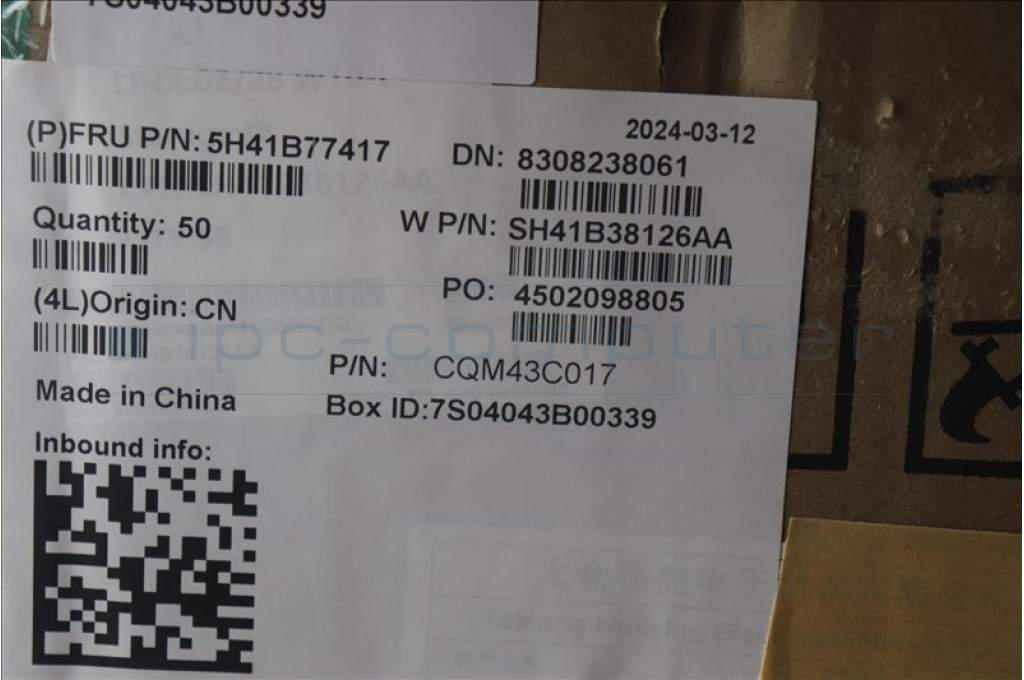 7S04043B00339
(P)FRU P/N: 5H41B77417
2024-03-12
DN: 8308238061
Quantity: 50
W P/N: SH41B38126AA
(4L)Origin: CN
PO: 4502098805
ipc-computer
P/N: CQM43C017
Made in China
Box ID:7S04043B00339
Inbound info: